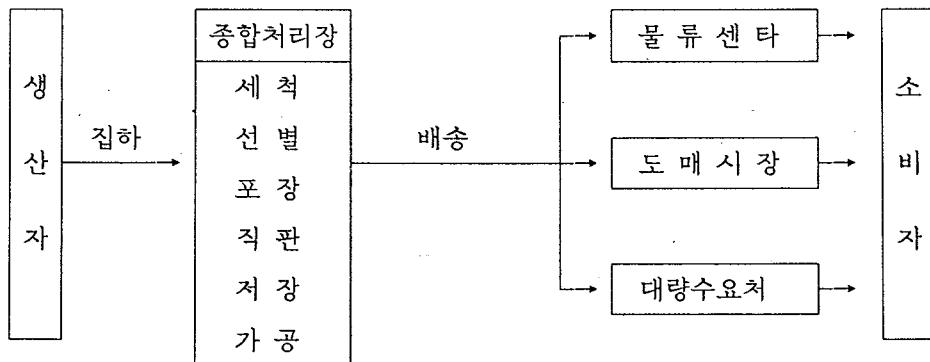 생산자
집하
종합처리장
세척
선별
포장
직판
저장
가공
배송
물류센타
도매시장
대량수요처
소비자